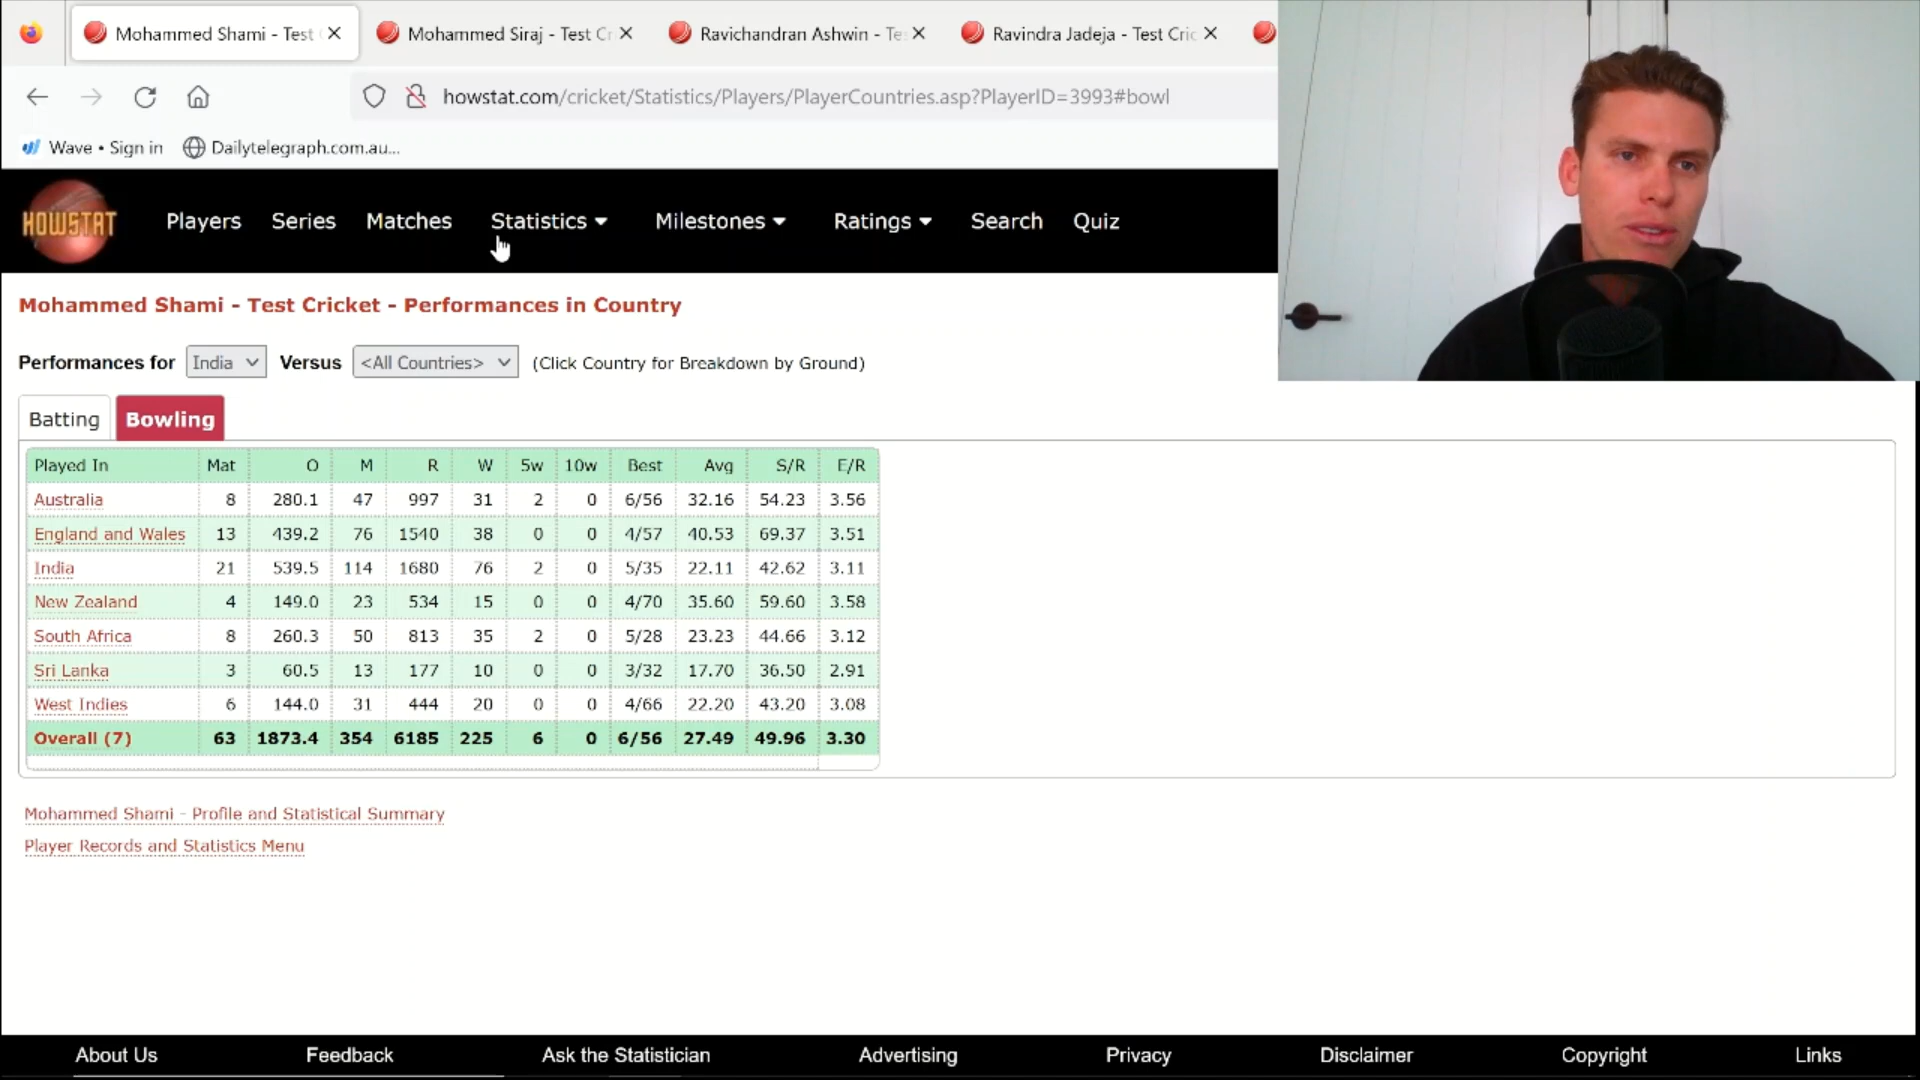 Mohammed Shami - Test
Mohammed Siraj - Test Cr
Ravichandran Ashwin - Te
Ravindra Jadeja - Test Cric
howstat.com/cricket/Statistics/Players/PlayerCountries.asp?PlayerID=3993#bowl
Wave • Sign in
Dailytelegraph.com.au...
HOWSTAT
Players
Series
Matches
Statistics
Milestones
Ratings
Search
Quiz
Mohammed Shami - Test Cricket - Performances in Country
Performances for India Versus <All Countries> (Click Country for Breakdown by Ground)
Batting
Bowling
Played In Mat O M R W 5w 10w Best Avg S/R E/R
Australia 8 280.1 47 997 31 2 0 6/56 32.16 54.23 3.56
England and Wales 13 439.2 76 1540 38 0 0 4/57 40.53 69.37 3.51
India 21 539.5 114 1680 76 2 0 5/35 22.11 42.62 3.11
New Zealand 4 149.0 23 534 15 0 0 4/70 35.60 59.60 3.58
South Africa 8 260.3 50 813 35 2 0 5/28 23.23 44.66 3.12
Sri Lanka 3 60.5 13 177 10 0 0 3/32 17.70 36.50 2.91
West Indies 6 144.0 31 444 20 0 0 4/66 22.20 43.20 3.08
Overall (7) 63 1873.4 354 6185 225 6 0 6/56 27.49 49.96 3.30
Mohammed Shami - Profile and Statistical Summary
Player Records and Statistics Menu
About Us
Feedback
Ask the Statistician
Advertising
Privacy
Disclaimer
Copyright
Links